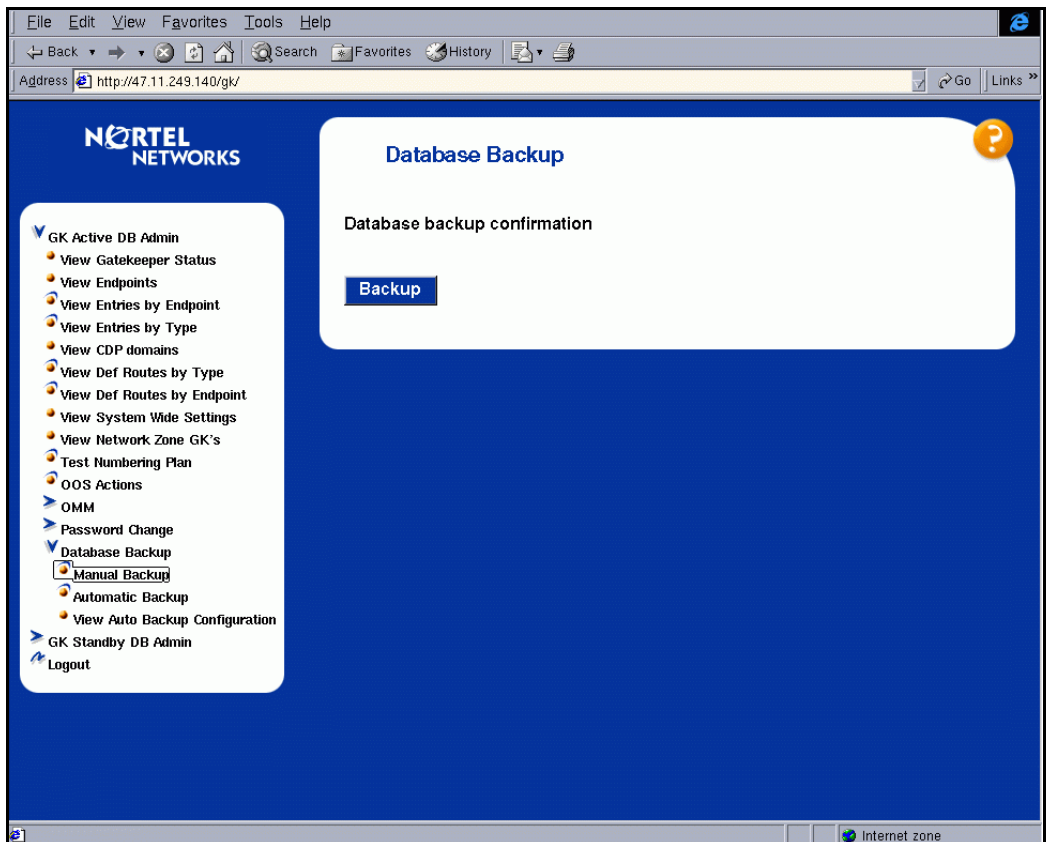 File Edit View Favorites Tools Help
Back Search Favorites History
Address http://47.11.249.140/gk/ Go Links »
NORTEL
NETWORKS
Database Backup
?
Database backup confirmation
Backup
GK Active DB Admin
View Gatekeeper Status
View Endpoints
View Entries by Endpoint
View Entries by Type
View CDP domains
View Def Routes by Type
View Def Routes by Endpoint
View System Wide Settings
View Network Zone GK's
Test Numbering Plan
OOS Actions
OMM
Password Change
Database Backup
Manual Backup
Automatic Backup
View Auto Backup Configuration
GK Standby DB Admin
Logout
Internet zone